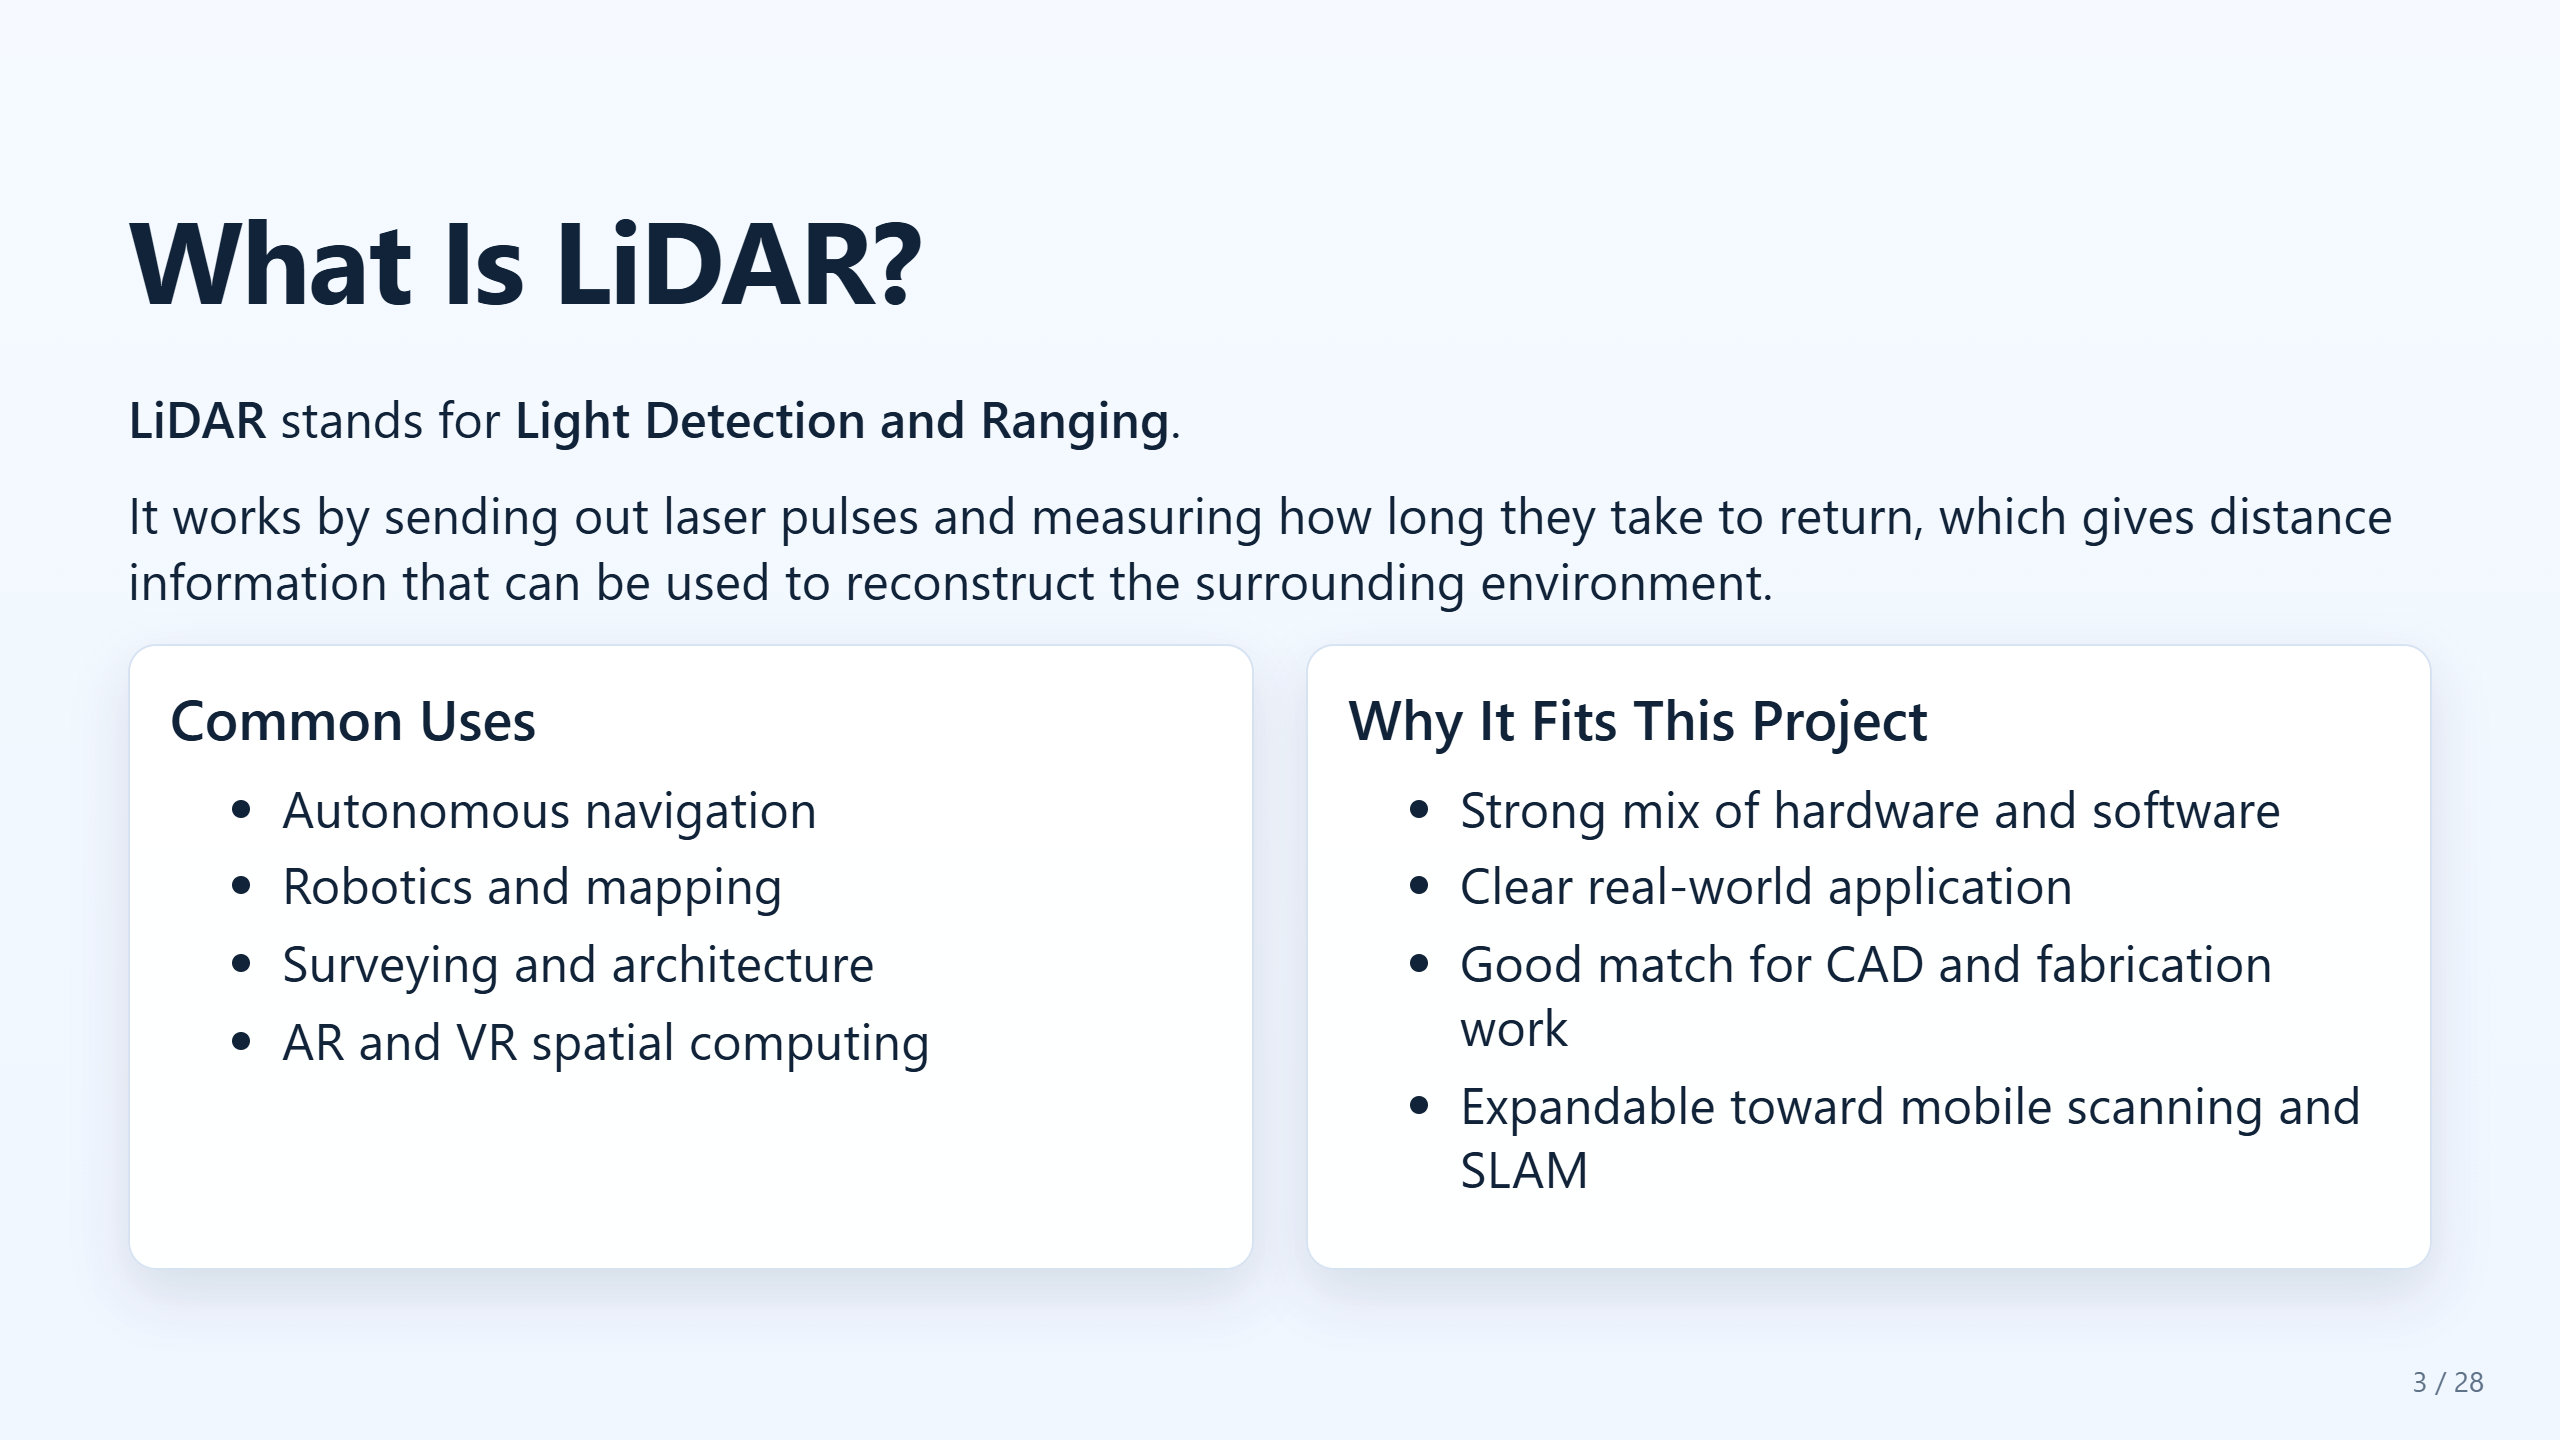 What Is LiDAR?
LiDAR stands for Light Detection and Ranging.
It works by sending out laser pulses and measuring how long they take to return, which gives distance
information that can be used to reconstruct the surrounding environment.
Common Uses
• Autonomous navigation
• Robotics and mapping
• Surveying and architecture
• AR and VR spatial computing
Why It Fits This Project
• Strong mix of hardware and software
• Clear real-world application
• Good match for CAD and fabrication
work
• Expandable toward mobile scanning and
SLAM
3 / 28